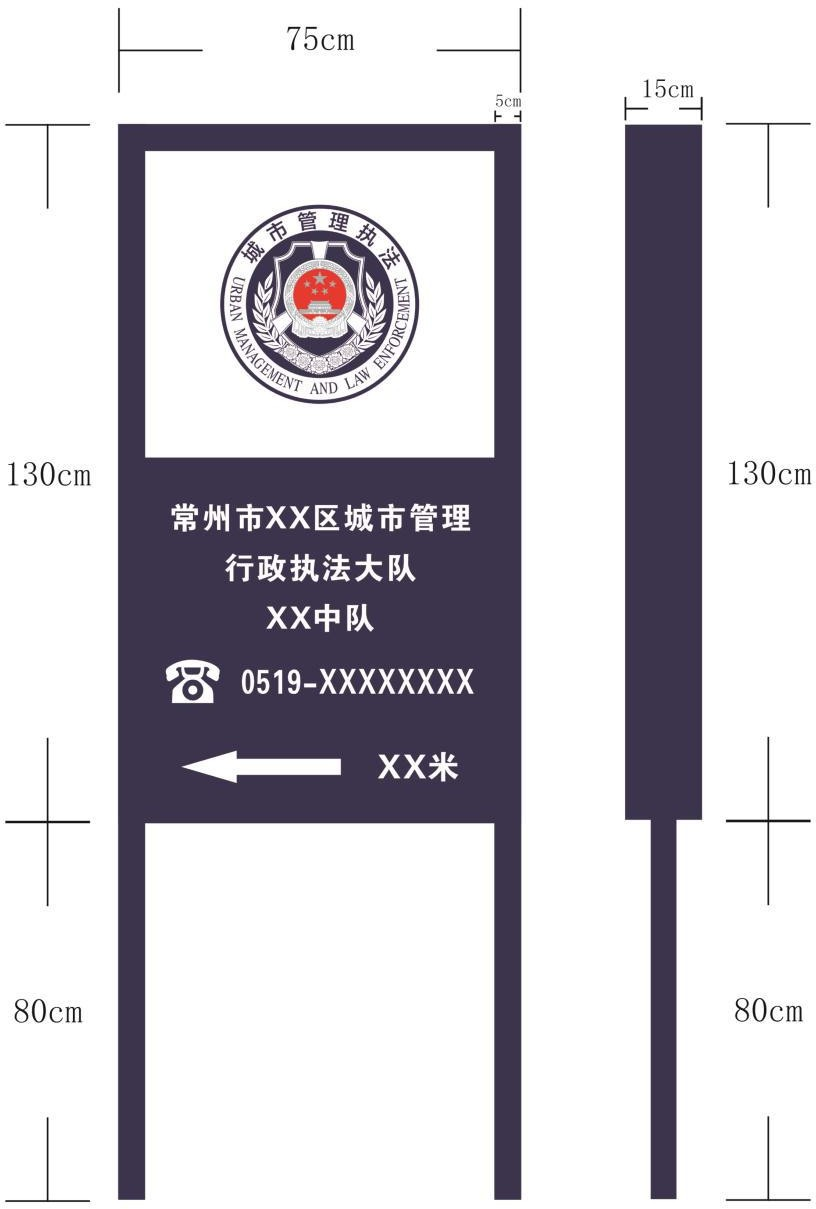 75cm
5cm
15cm
城市管理执法
URBAN MANAGEMENT AND LAW ENFORCEMENT
130cm
130cm
常州市XX区城市管理
行政执法大队
XX中队
0519-XXXXXXXX
XX米
80cm
80cm